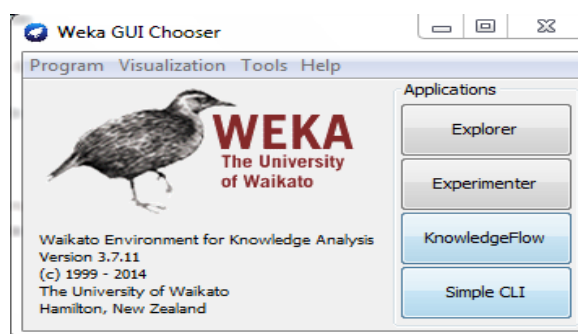 Weka GUI Chooser
Program Visualization Tools Help
WEKA
The University
of Waikato
Waikato Environment for Knowledge Analysis
Version 3.7.11
(c) 1999 - 2014
The University of Waikato
Hamilton, New Zealand
Applications
Explorer
Experimenter
KnowledgeFlow
Simple CLI